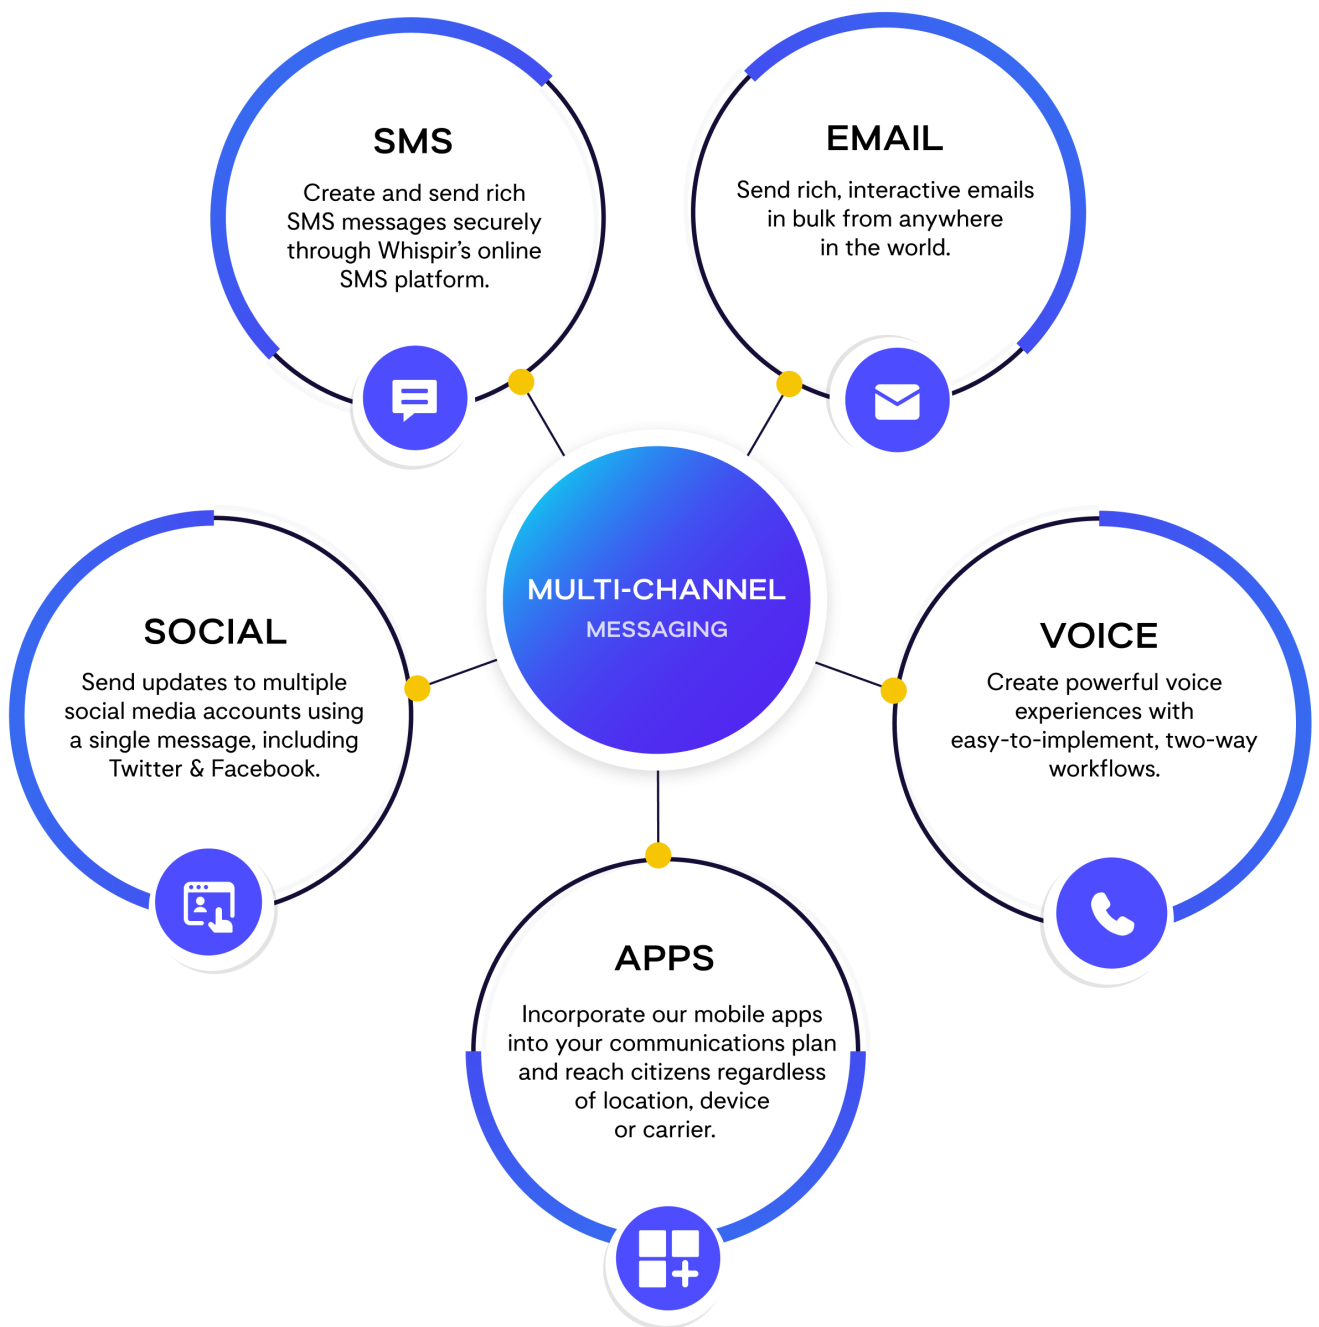 SMS
Create and send rich
SMS messages securely
through Whispir's online
SMS platform.
EMAIL
Send rich, interactive emails
in bulk from anywhere
in the world.
MULTI-CHANNEL
MESSAGING
SOCIAL
Send updates to multiple
social media accounts using
a single message, including
Twitter & Facebook.
VOICE
Create powerful voice
experiences with
easy-to-implement, two-way
workflows.
APPS
Incorporate our mobile apps
into your communications plan
and reach citizens regardless
of location, device
or carrier.